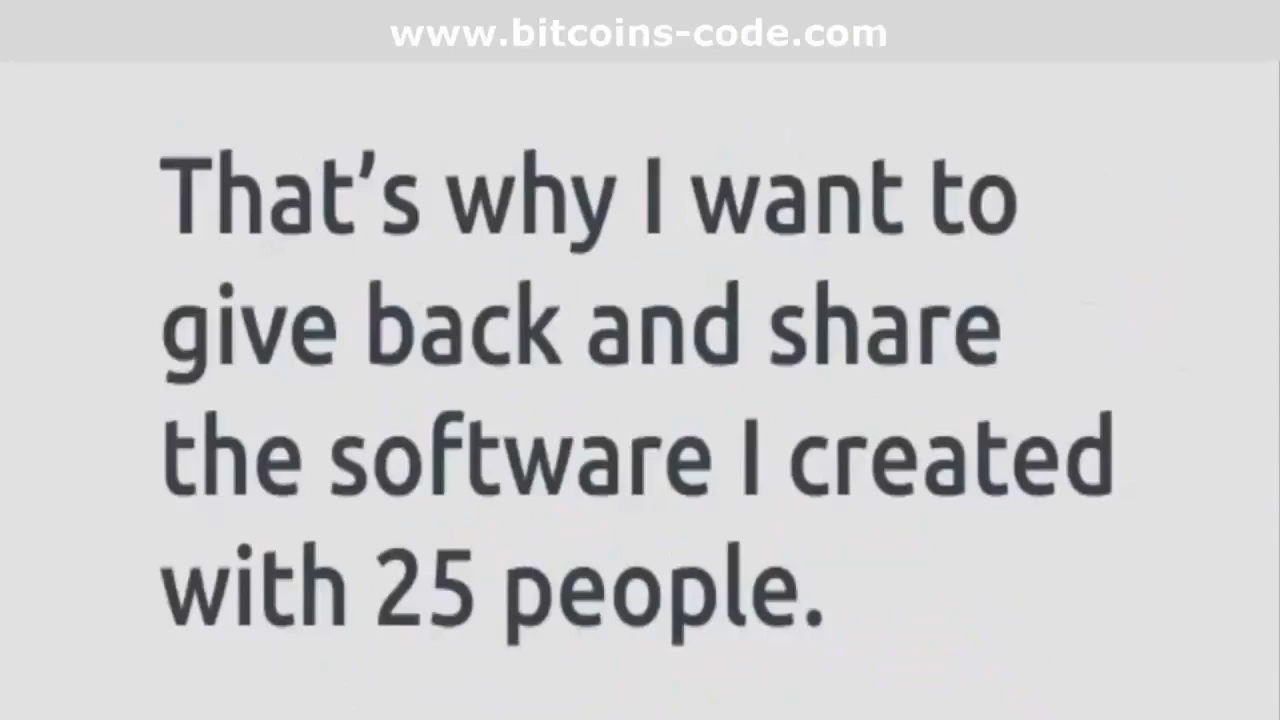 www.bitcoins-code.com
That’s why I want to
give back and share
the software I created
with 25 people.